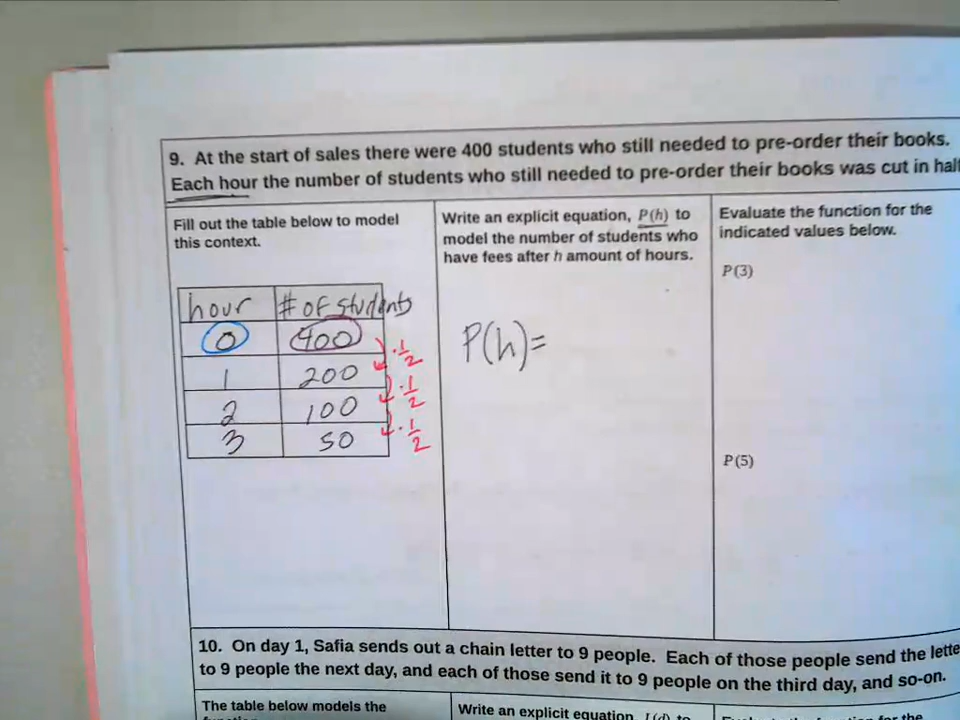 9. At the start of sales there were 400 students who still needed to pre-order their books.
Each hour the number of students who still needed to pre-order their books was cut in half
Fill out the table below to model
this context.
hour # of students
0 400
· 1/2
1 200
· 1/2
2 100
· 1/2
3 50
Write an explicit equation, P(h) to
model the number of students who
have fees after h amount of hours.
P(h)=
Evaluate the function for the
indicated values below.
P(3)
P(5)
10. On day 1, Safia sends out a chain letter to 9 people. Each of those people send the lette
to 9 people the next day, and each of those send it to 9 people on the third day, and so-on.
The table below models the
Write an explicit equation
to